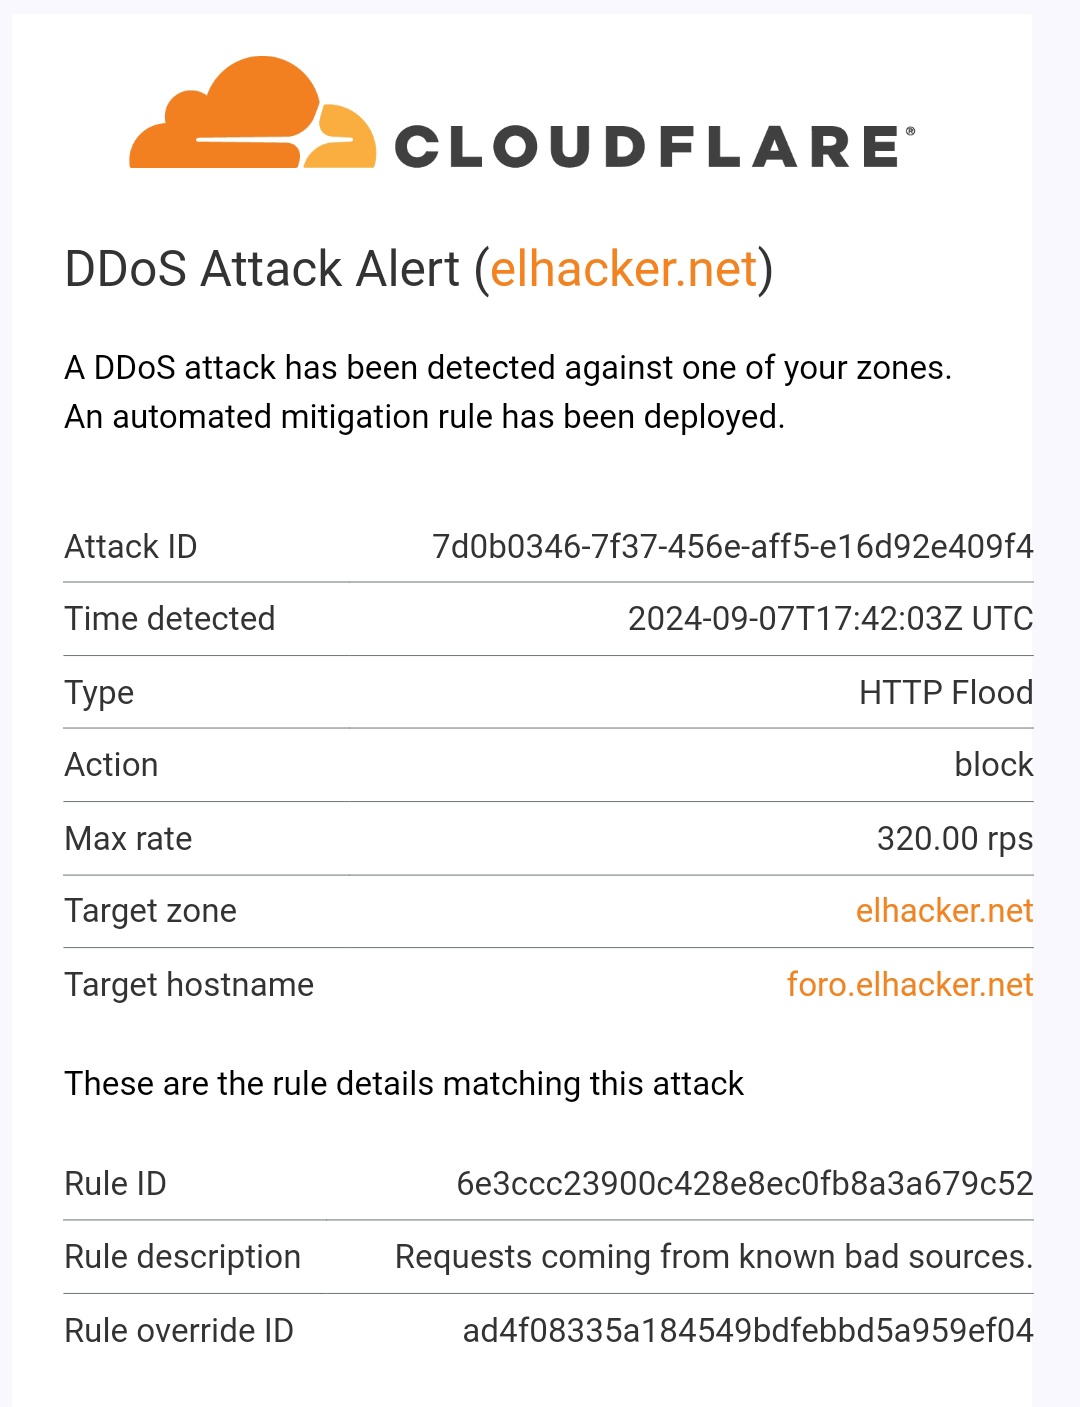 CLOUDFLARE®
DDoS Attack Alert (elhacker.net)
A DDoS attack has been detected against one of your zones.
An automated mitigation rule has been deployed.
Attack ID 7d0b0346-7f37-456e-aff5-e16d92e409f4
Time detected 2024-09-07T17:42:03Z UTC
Type HTTP Flood
Action block
Max rate 320.00 rps
Target zone elhacker.net
Target hostname foro.elhacker.net
These are the rule details matching this attack
Rule ID 6e3ccc23900c428e8ec0fb8a3a679c52
Rule description Requests coming from known bad sources.
Rule override ID ad4f08335a184549bdfebbd5a959ef04